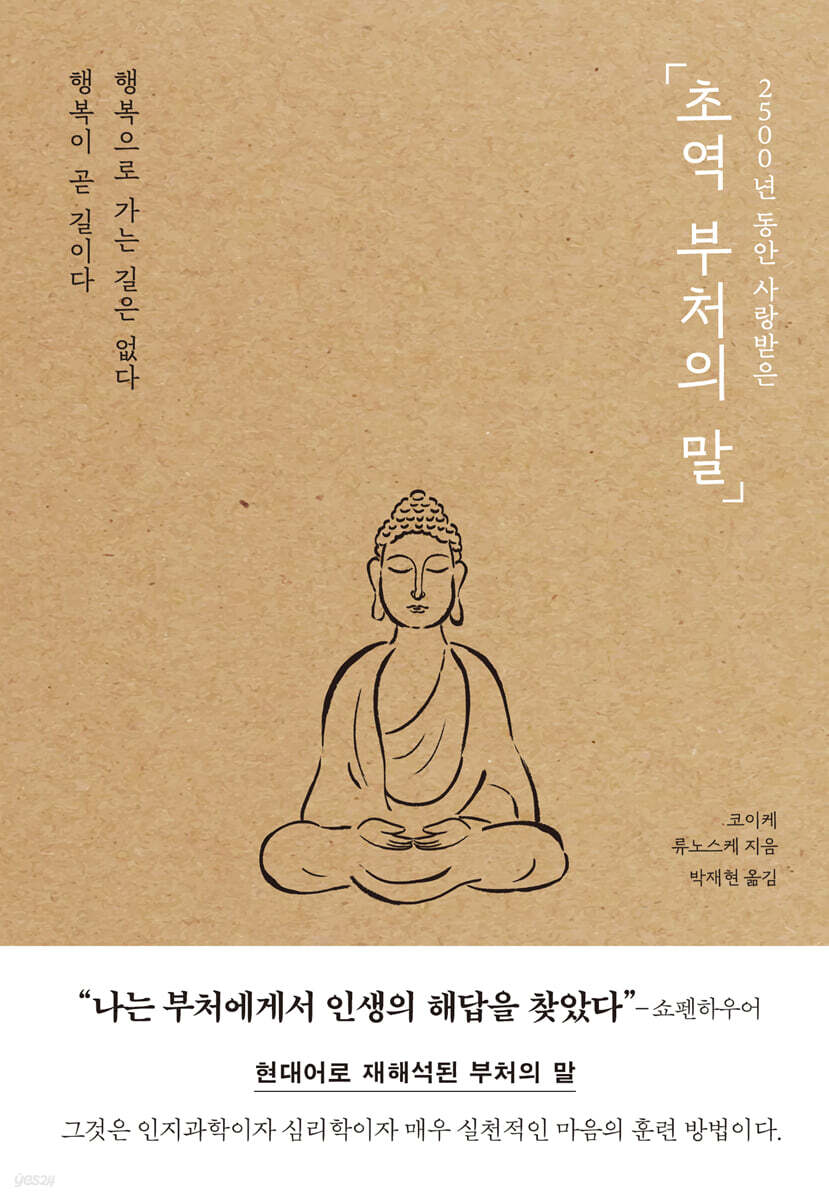 2500년 동안 사랑받은
「초역 부처의 말」
행복으로 가는 길은 없다
행복이 곧 길이다
코이케
류노스케 지음
박재현 옮김
“나는 부처에게서 인생의 해답을 찾았다”– 쇼펜하우어
현대어로 재해석된 부처의 말
그것은 인지과학이자 심리학이자 매우 실천적인 마음의 훈련 방법이다.
yes24